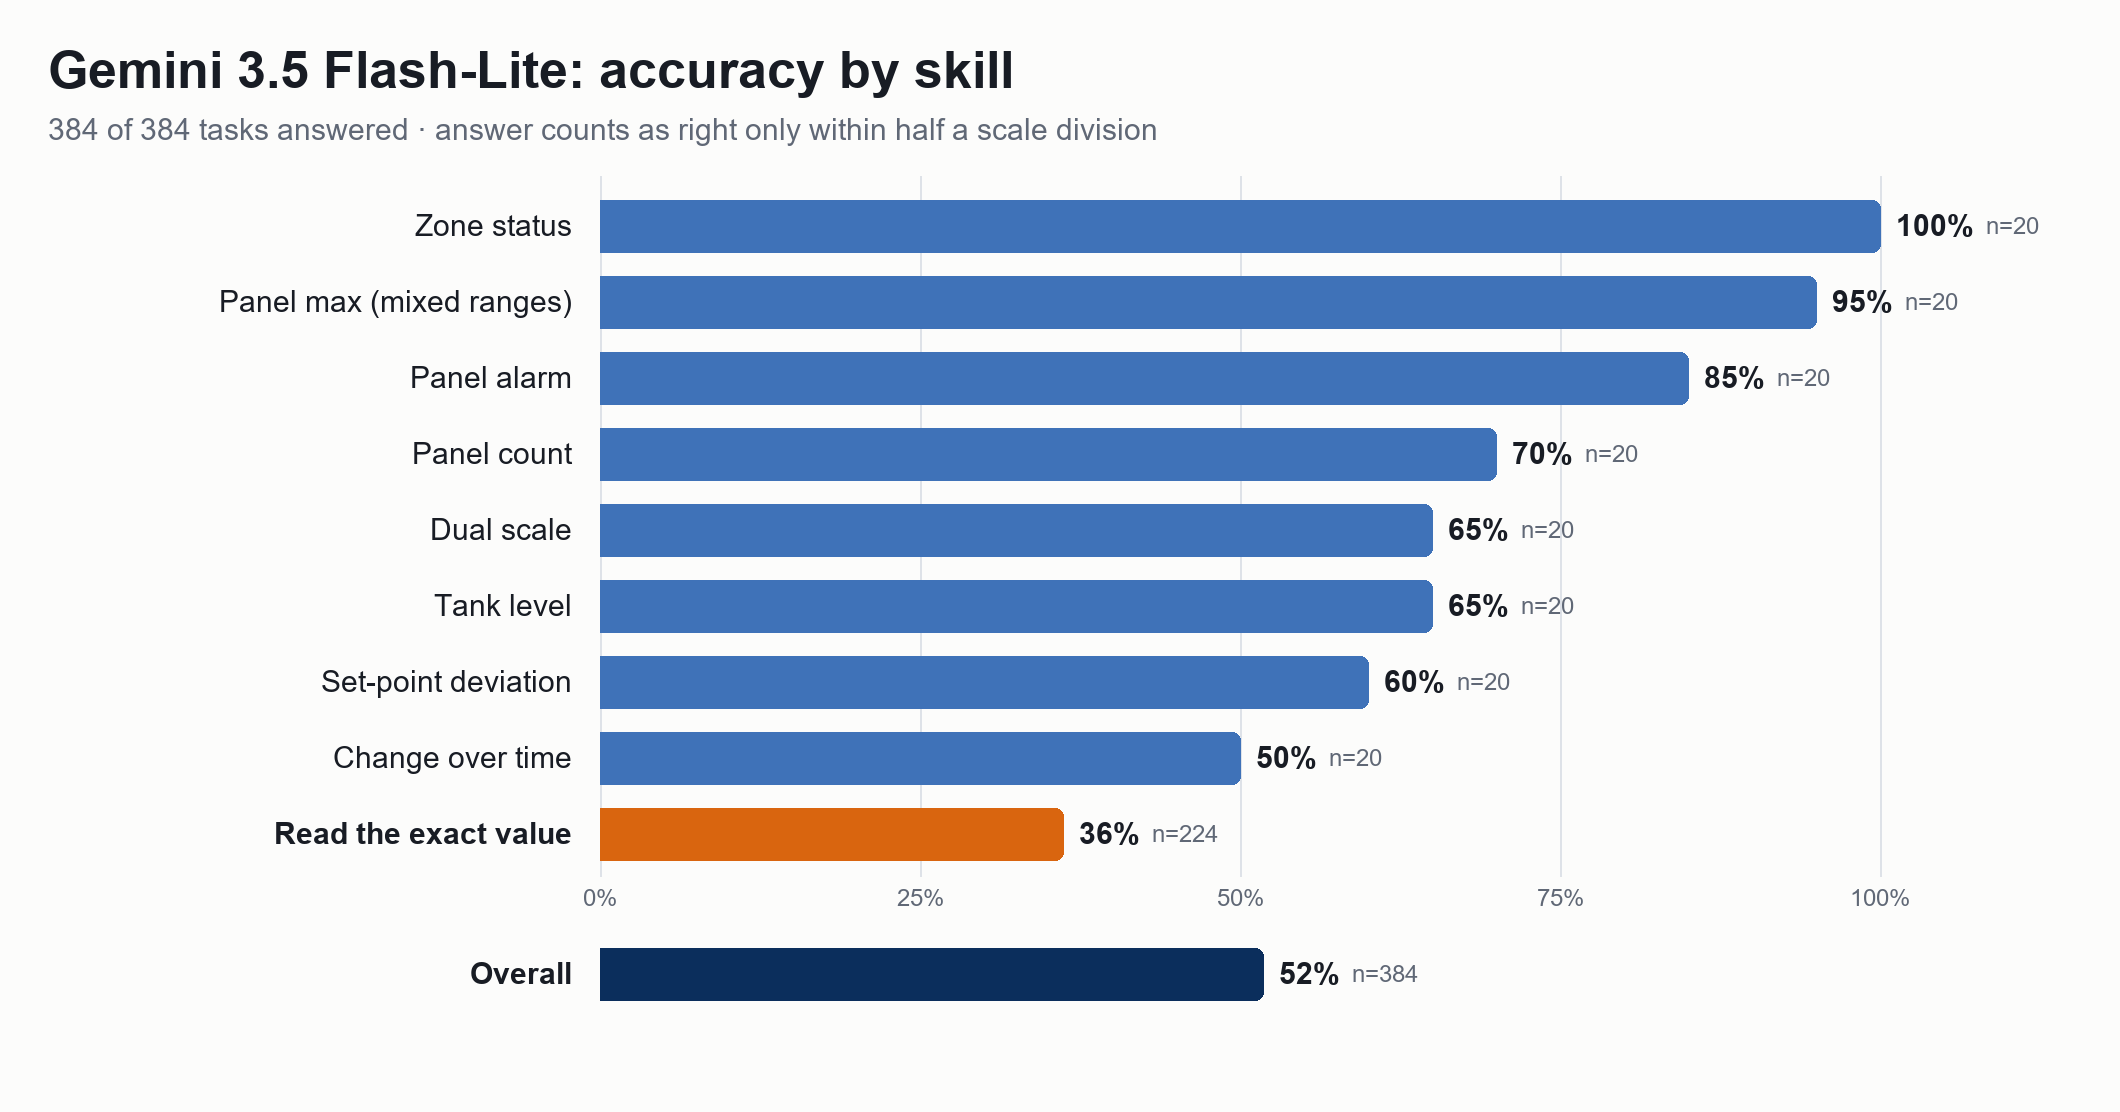 Gemini 3.5 Flash-Lite: accuracy by skill
384 of 384 tasks answered · answer counts as right only within half a scale division
Zone status 100% n=20
Panel max (mixed ranges) 95% n=20
Panel alarm 85% n=20
Panel count 70% n=20
Dual scale 65% n=20
Tank level 65% n=20
Set-point deviation 60% n=20
Change over time 50% n=20
Read the exact value 36% n=224
0% 25% 50% 75% 100%
Overall 52% n=384